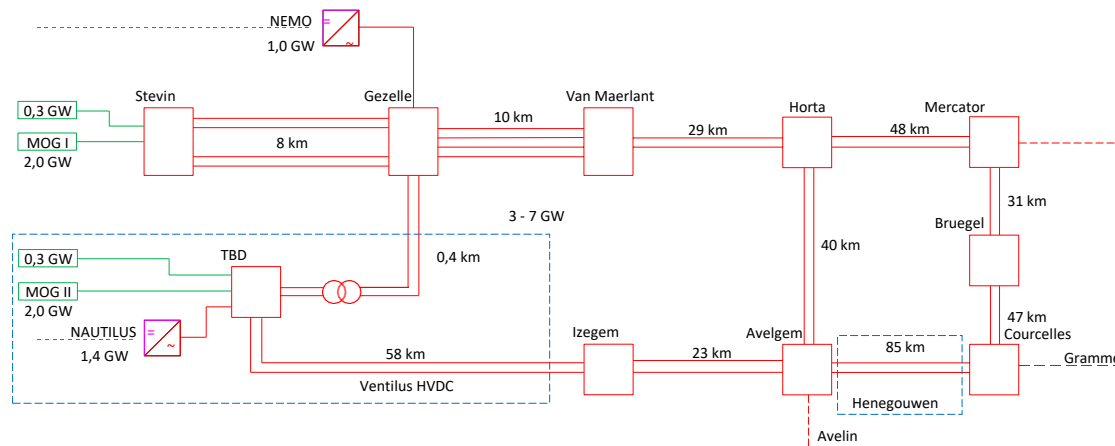 NEMO
=
~
1,0 GW
Stevin
Gezelle
Van Maerlant
Horta
Mercator
0,3 GW
MOG I
2,0 GW
8 km
10 km
29 km
48 km
31 km
3 - 7 GW
Bruegel
TBD
0,3 GW
0,4 km
40 km
MOG II
2,0 GW
NAUTILUS
=
~
1,4 GW
Izegem
Avelgem
47 km
Courcelles
58 km
23 km
85 km
Gramme
Ventilus HVDC
Henegouwen
Avelin